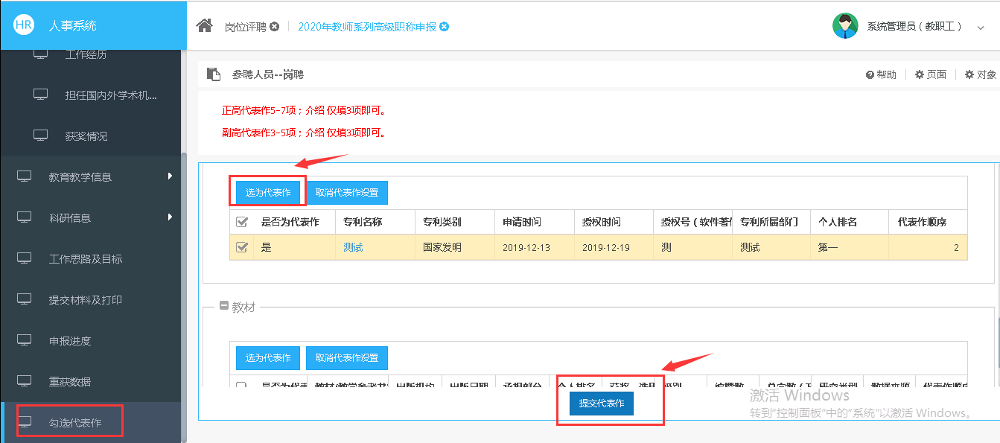 HR 人事系统
岗位评聘 2020年教师系列高级职称申报 系统管理员（教职工）
工作经历
担任国内外学术机...
获奖情况
教育教学信息
科研信息
工作思路及目标
提交材料及打印
申报进度
重获数据
勾选代表作
参聘人员--岗聘 帮助 页面 对象
正高代表作5-7项；介绍 仅填3项即可。
副高代表作3-5项；介绍 仅填3项即可。
选为代表作 取消代表作设置
是否为代表作 专利名称 专利类别 申请时间 授权时间 授权号（软件著作 专利所属部门 个人排名 代表作顺序
是 测试 国家发明 2019-12-13 2019-12-19 测 测试 第一 2
教材
选为代表作 取消代表作设置
是否为代表 教材/教学参考书 出版机构 出版日期 承担部分 个人排名 获奖、选用级别 编撰数 总字数（万 研究类型 数据来源 代表作顺序
提交代表作
激活 Windows
转到"控制面板"中的"系统"以激活 Windows。